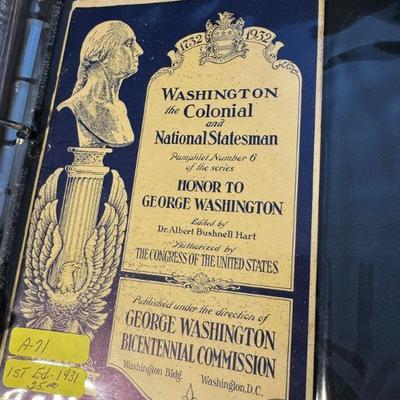 1732 1932
WASHINGTON
the Colonial
and
National Statesman
Pamphlet Number 6
of the series
HONOR TO
GEORGE WASHINGTON
Edited by
Dr. Albert Bushnell Hart
Authorized by
THE CONGRESS OF THE UNITED STATES
Published under the direction of
GEORGE WASHINGTON
BICENTENNIAL COMMISSION
Washington Bldg. Washington, D.C.
A-71
1ST Ed. 1931
25.00